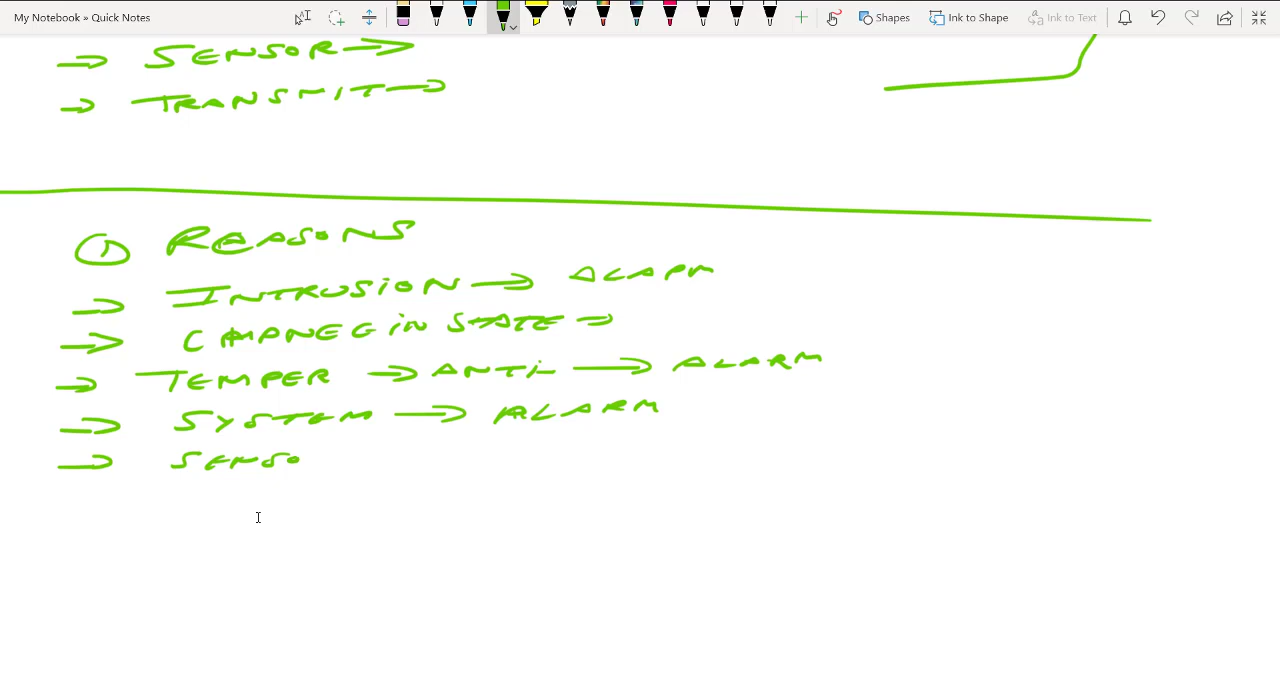 My Notebook » Quick Notes Shapes Ink to Shape Ink to Text
→ SENSOR →
→ TRANSMIT →
① REASONS
→ INTRUSION → ALARM
→ CHANEG IN STATE →
→ TEMPER → ANTI → ALARM
→ SYSTEM → ALARM
→ SENSO